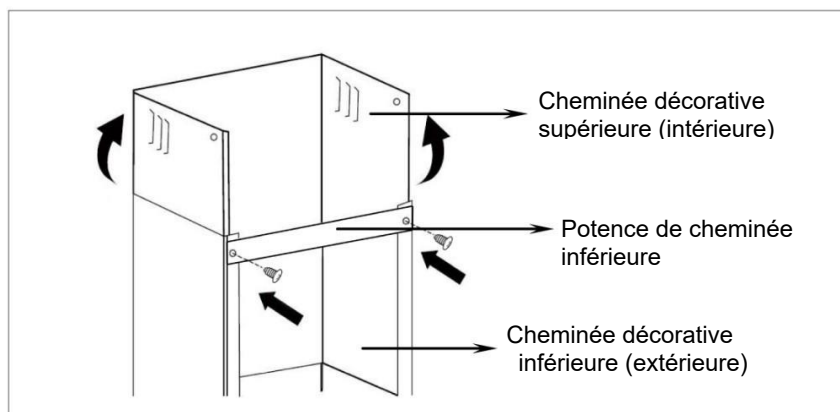 Cheminée décorative
supérieure (intérieure)
Potence de cheminée
inférieure
Cheminée décorative
inférieure (extérieure)